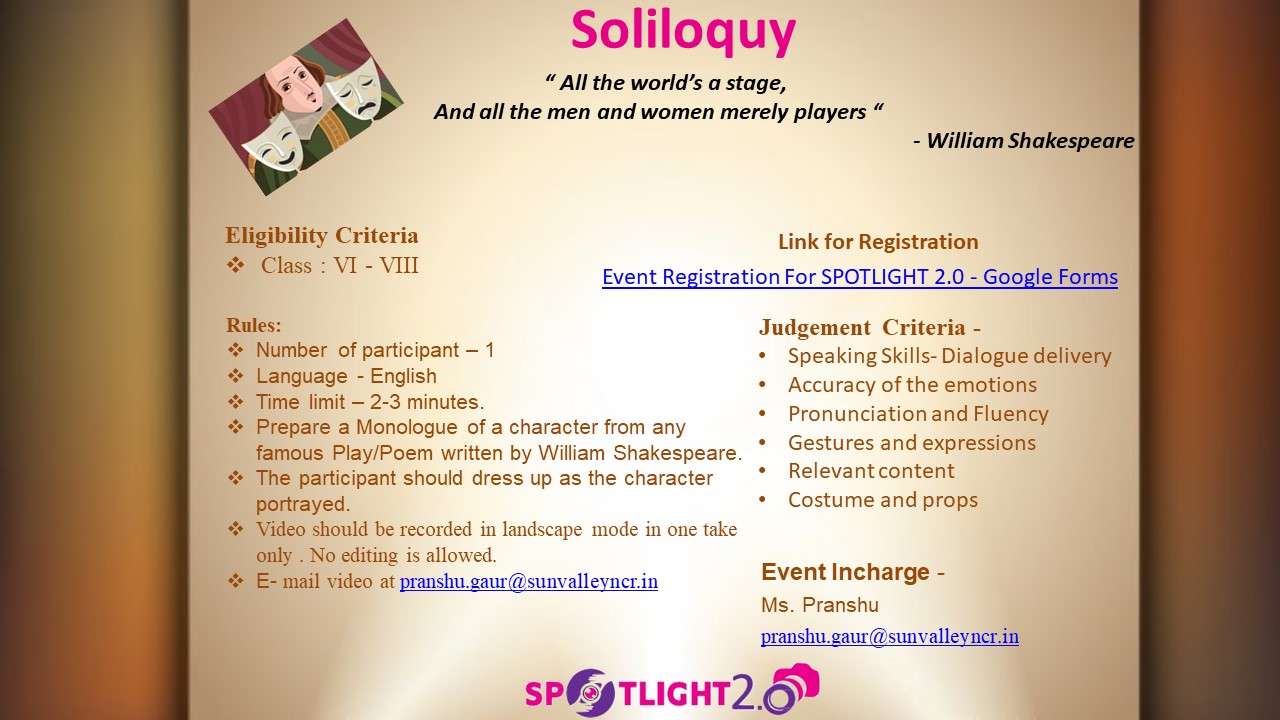 Soliloquy
“ All the world’s a stage,
And all the men and women merely players “
- William Shakespeare
Eligibility Criteria
❖ Class : VI - VIII
Link for Registration
Event Registration For SPOTLIGHT 2.0 - Google Forms
Rules:
❖ Number of participant – 1
❖ Language - English
❖ Time limit – 2-3 minutes.
❖ Prepare a Monologue of a character from any
famous Play/Poem written by William Shakespeare.
❖ The participant should dress up as the character
portrayed.
❖ Video should be recorded in landscape mode in one take
only . No editing is allowed.
❖ E- mail video at pranshu.gaur@sunvalleyncr.in
Judgement Criteria -
• Speaking Skills- Dialogue delivery
• Accuracy of the emotions
• Pronunciation and Fluency
• Gestures and expressions
• Relevant content
• Costume and props
Event Incharge -
Ms. Pranshu
pranshu.gaur@sunvalleyncr.in
SPOTLIGHT 2.0